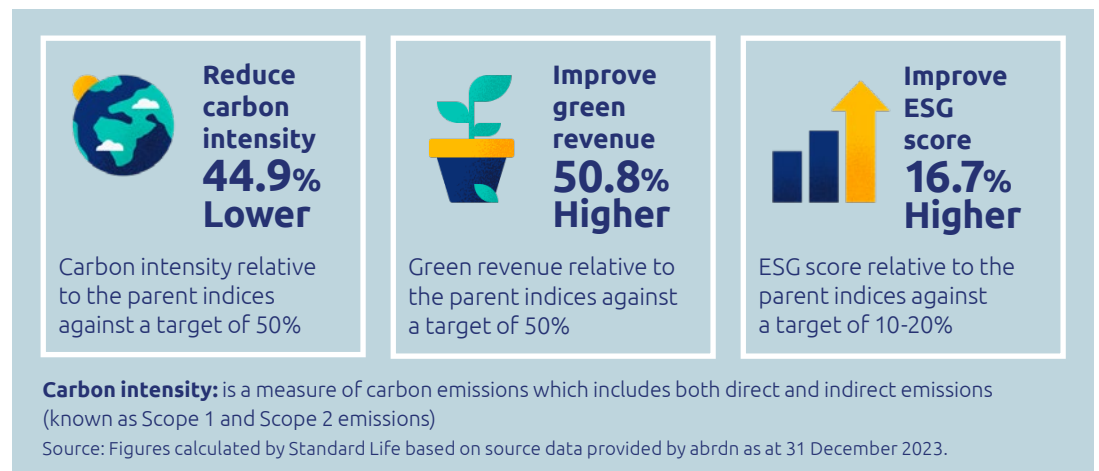 Reduce
carbon
intensity
44.9%
Lower
Carbon intensity relative
to the parent indices
against a target of 50%
Improve
green
revenue
50.8%
Higher
Green revenue relative to
the parent indices against
a target of 50%
Improve
ESG
score
16.7%
Higher
ESG score relative to the
parent indices against
a target of 10-20%
Carbon intensity: is a measure of carbon emissions which includes both direct and indirect emissions
(known as Scope 1 and Scope 2 emissions)
Source: Figures calculated by Standard Life based on source data provided by abrdn as at 31 December 2023.